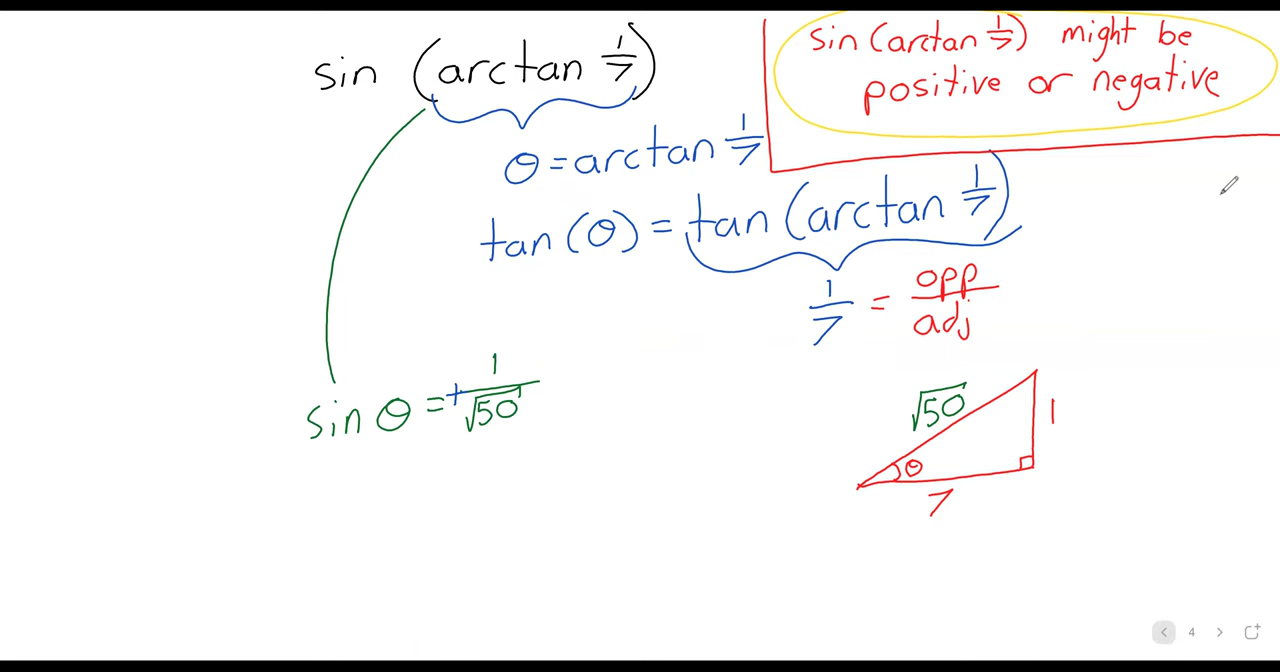 sin (arctan 1/7)
sin (arctan 1/7) might be
positive or negative
θ = arctan 1/7
tan (θ) = tan (arctan 1/7)
1/7 = opp/adj
sin θ = + 1/√50
√50
1
θ
7
4